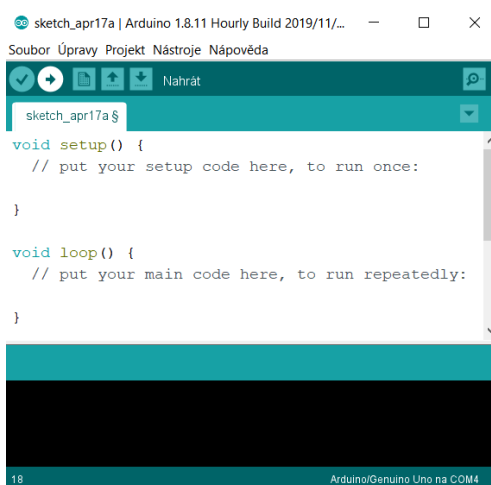 sketch_apr17a | Arduino 1.8.11 Hourly Build 2019/11/...
Soubor Úpravy Projekt Nástroje Nápověda
Nahrát
sketch_apr17a §
void setup() {
  // put your setup code here, to run once:
}
void loop() {
  // put your main code here, to run repeatedly:
}
18 Arduino/Genuino Uno na COM4